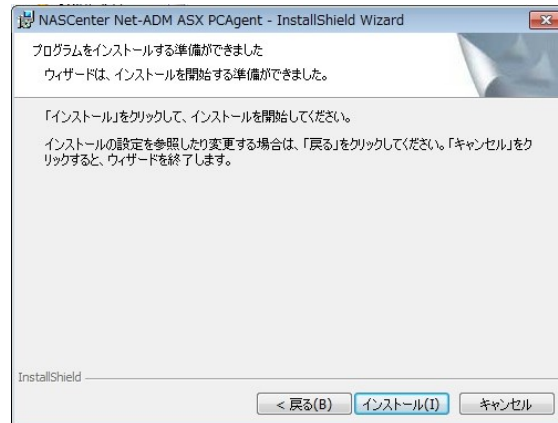 NASCenter Net-ADM ASX PCAgent - InstallShield Wizard
プログラムをインストールする準備ができました
ウィザードは、インストールを開始する準備ができました。
「インストール」をクリックして、インストールを開始してください。
インストールの設定を参照したり変更する場合は、「戻る」をクリックしてください。「キャンセル」をク
リックすると、ウィザードを終了します。
InstallShield
< 戻る(B) インストール(I) キャンセル